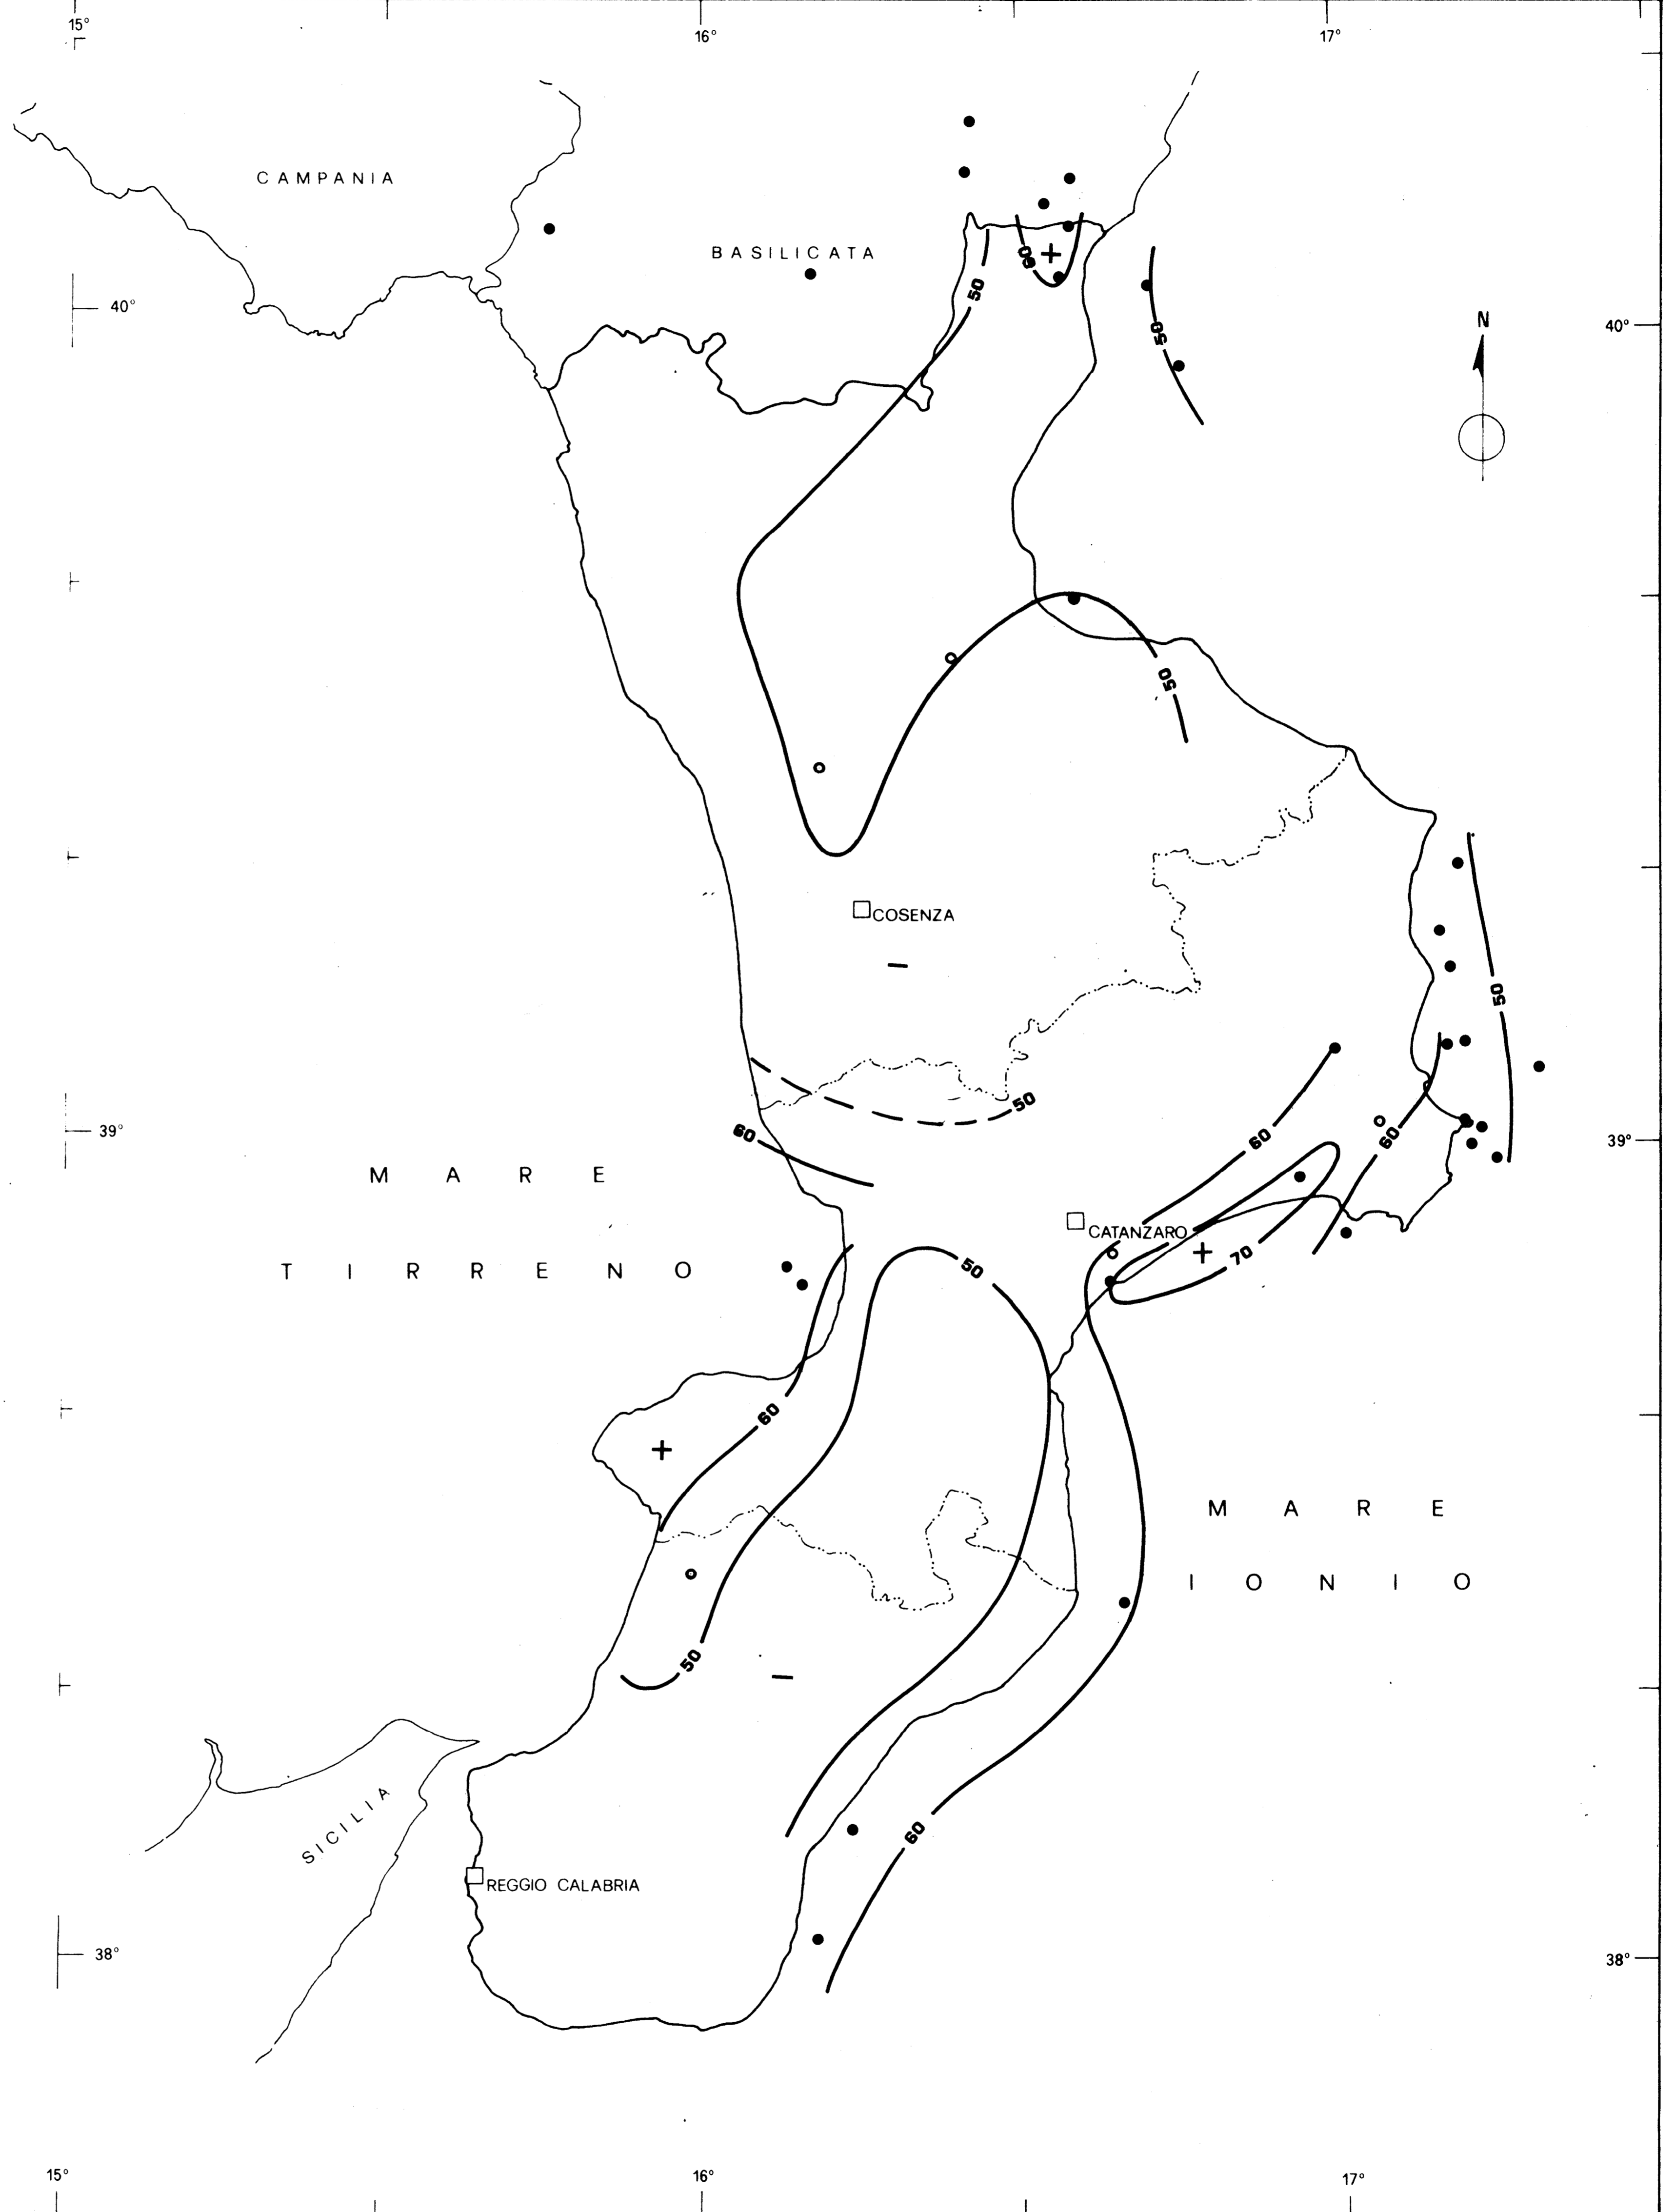 15°
16°
17°
CAMPANIA
BASILICATA
60
50
40°
50
40°
N
50
COSENZA
50
50
60
60
60
39°
39°
MARE
TIRRENO
CATANZARO
70
50
60
MARE
IONIO
50
SICILIA
60
REGGIO CALABRIA
38°
38°
15°
16°
17°